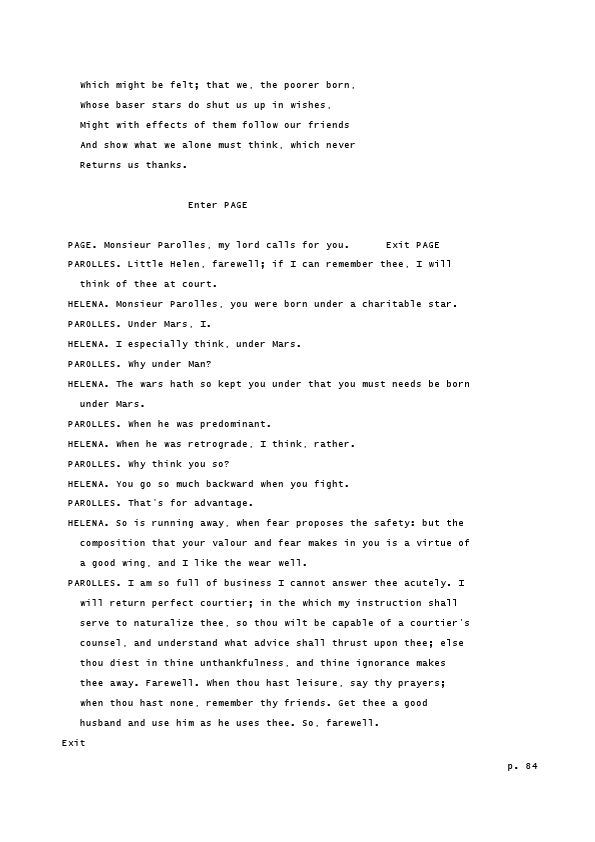 Which might be felt; that we, the poorer born,
Whose baser stars do shut us up in wishes,
Might with effects of them follow our friends
And show what we alone must think, which never
Returns us thanks.
Enter PAGE
PAGE. Monsieur Parolles, my lord calls for you.      Exit PAGE
PAROLLES. Little Helen, farewell; if I can remember thee, I will
think of thee at court.
HELENA. Monsieur Parolles, you were born under a charitable star.
PAROLLES. Under Mars, I.
HELENA. I especially think, under Mars.
PAROLLES. Why under Man?
HELENA. The wars hath so kept you under that you must needs be born
under Mars.
PAROLLES. When he was predominant.
HELENA. When he was retrograde, I think, rather.
PAROLLES. Why think you so?
HELENA. You go so much backward when you fight.
PAROLLES. That's for advantage.
HELENA. So is running away, when fear proposes the safety: but the
composition that your valour and fear makes in you is a virtue of
a good wing, and I like the wear well.
PAROLLES. I am so full of business I cannot answer thee acutely. I
will return perfect courtier; in the which my instruction shall
serve to naturalize thee, so thou wilt be capable of a courtier's
counsel, and understand what advice shall thrust upon thee; else
thou diest in thine unthankfulness, and thine ignorance makes
thee away. Farewell. When thou hast leisure, say thy prayers;
when thou hast none, remember thy friends. Get thee a good
husband and use him as he uses thee. So, farewell.
Exit
p. 84